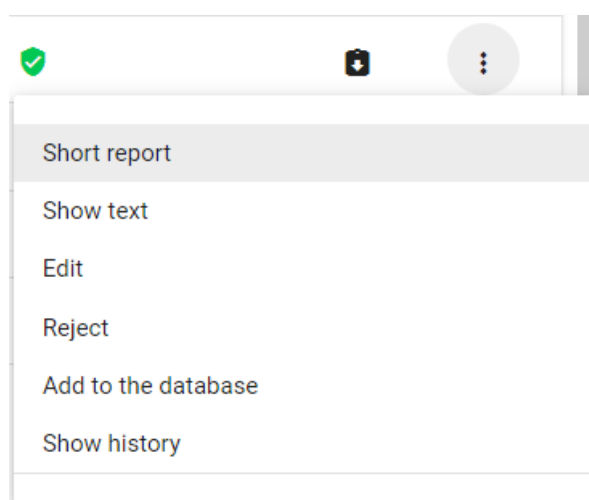 Short report
Show text
Edit
Reject
Add to the database
Show history